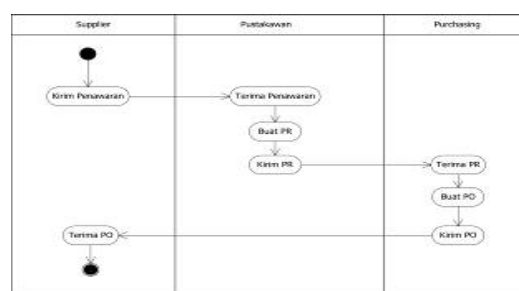 Supplier
Pustakawan
Purchasing
Kirim Penawaran
Terima Penawaran
Buat PR
Kirim PR
Terima PR
Buat PO
Terima PO
Kirim PO